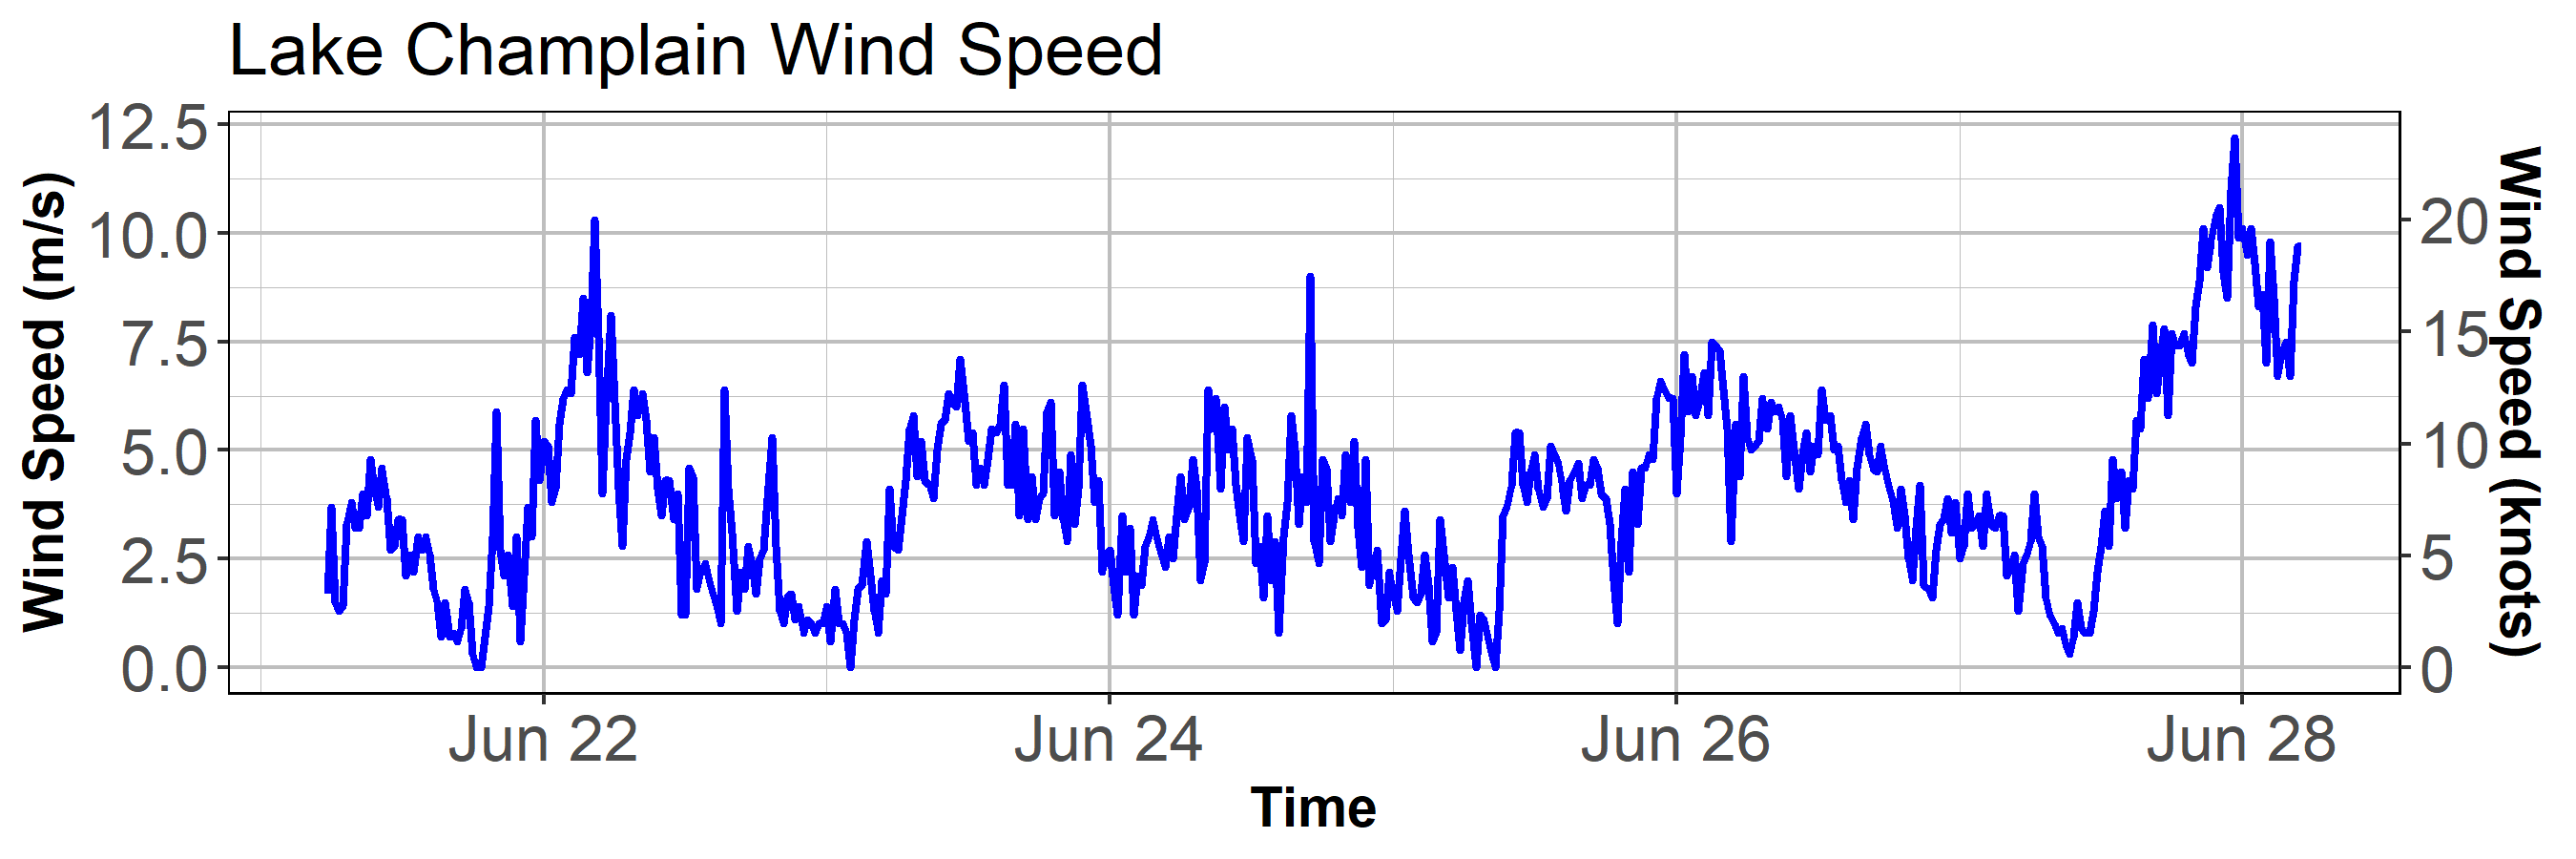 Lake Champlain Wind Speed
12.5
10.0
7.5
5.0
2.5
0.0
Wind Speed (m/s)
20
15
10
5
0
Wind Speed (knots)
Jun 22
Jun 24
Jun 26
Jun 28
Time